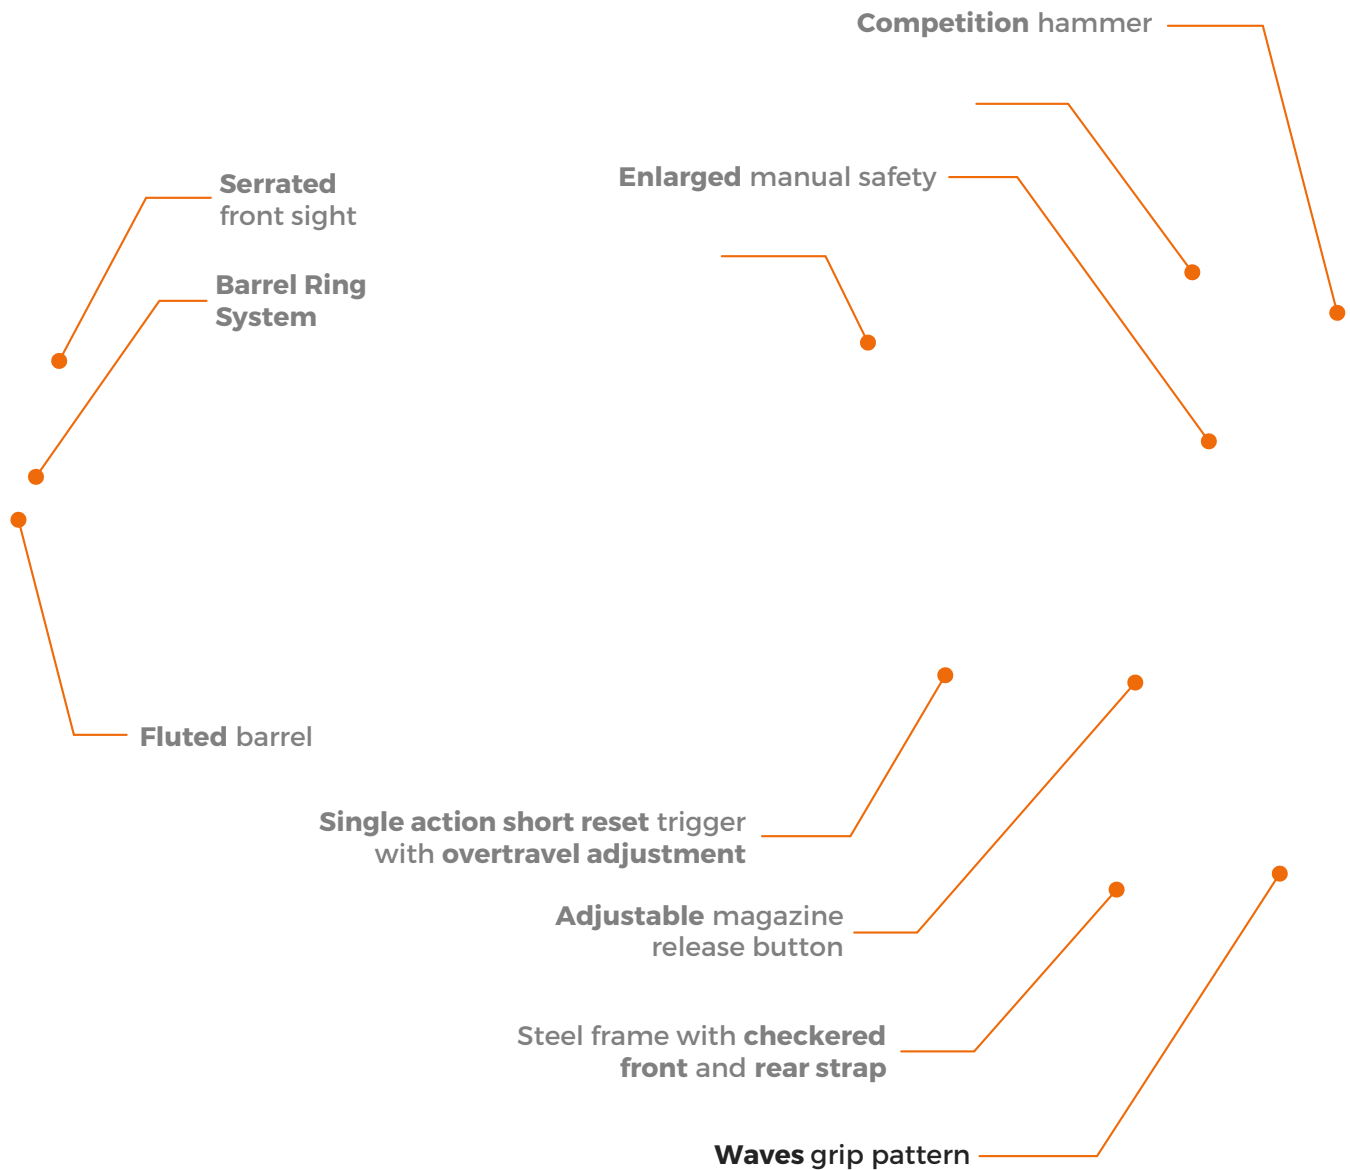 Competition hammer
Enlarged manual safety
Serrated
front sight
Barrel Ring
System
Fluted barrel
Single action short reset trigger
with overtravel adjustment
Adjustable magazine
release button
Steel frame with checkered
front and rear strap
Waves grip pattern